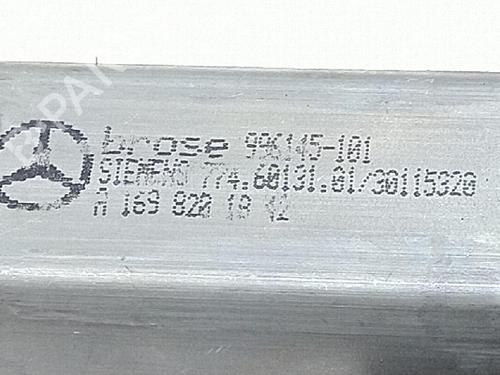 brose 996145-101
SIEMENS 774.60131.01/30115320
A 169 820 19 42